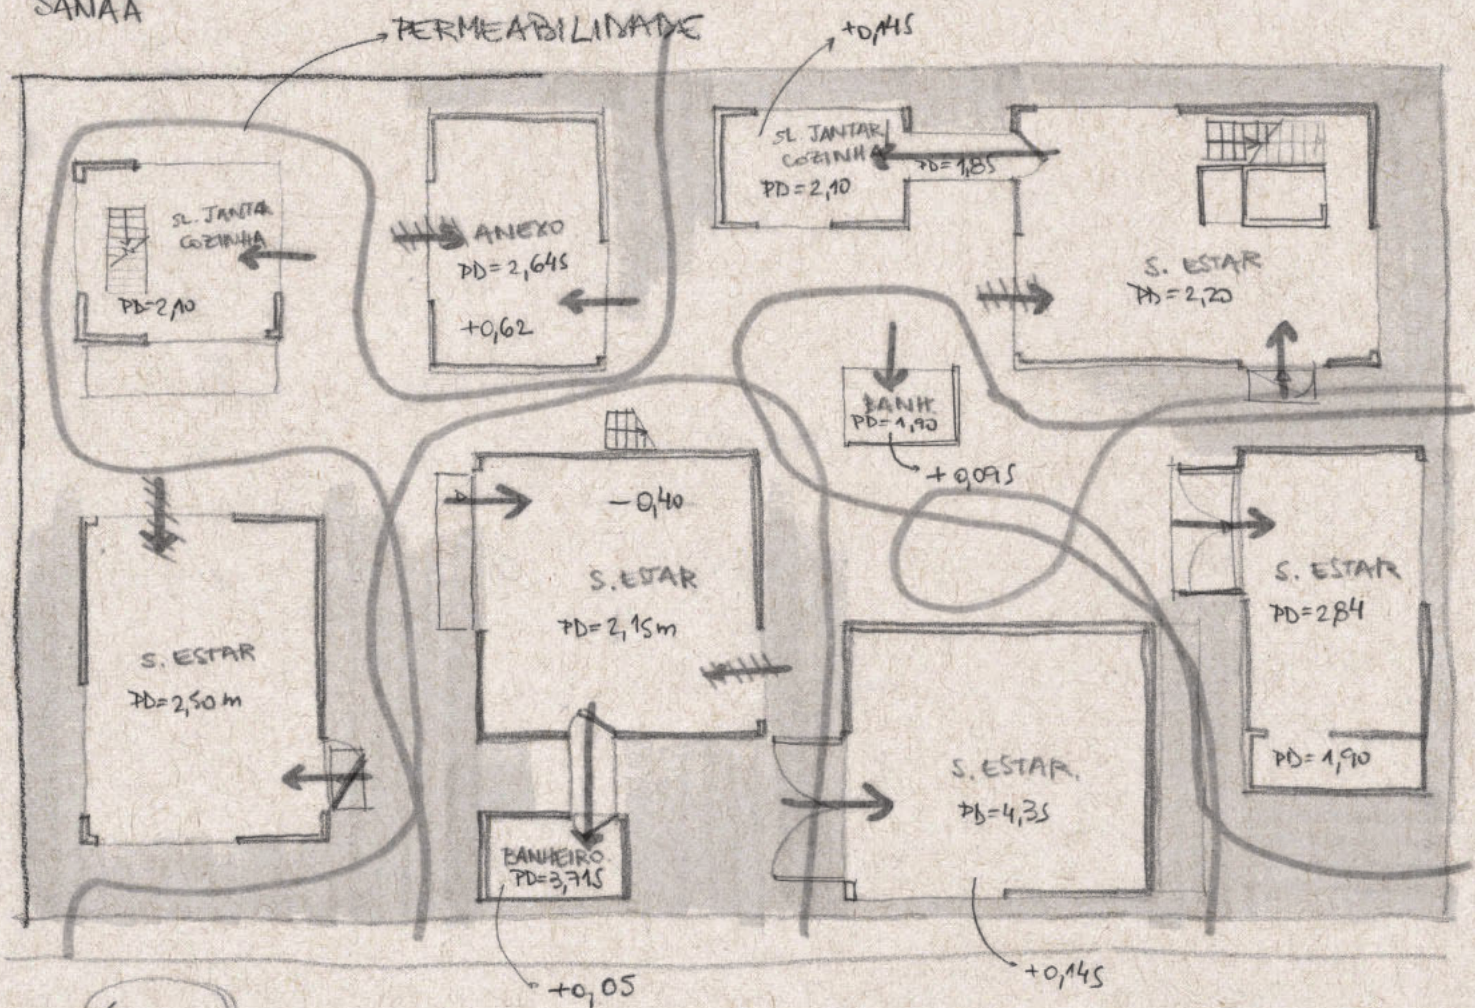 SANAA
PERMEABILIDADE
+0,145
SL. JANTAR/
COZINHA
PD=2,10
PD=1,85
SL. JANTA
COZINHA
PD=2,10
ANEXO
PD=2,645
+0,62
S. ESTAR
PD=2,20
BANH.
PD=1,90
+0,095
-0,40
S. ESTAR
PD=2,15m
S. ESTAR
PD=2,84
PD=1,90
S. ESTAR
PD=2,50m
S. ESTAR.
PD=4,35
BANHEIRO
PD=3,715
+0,05
+0,145